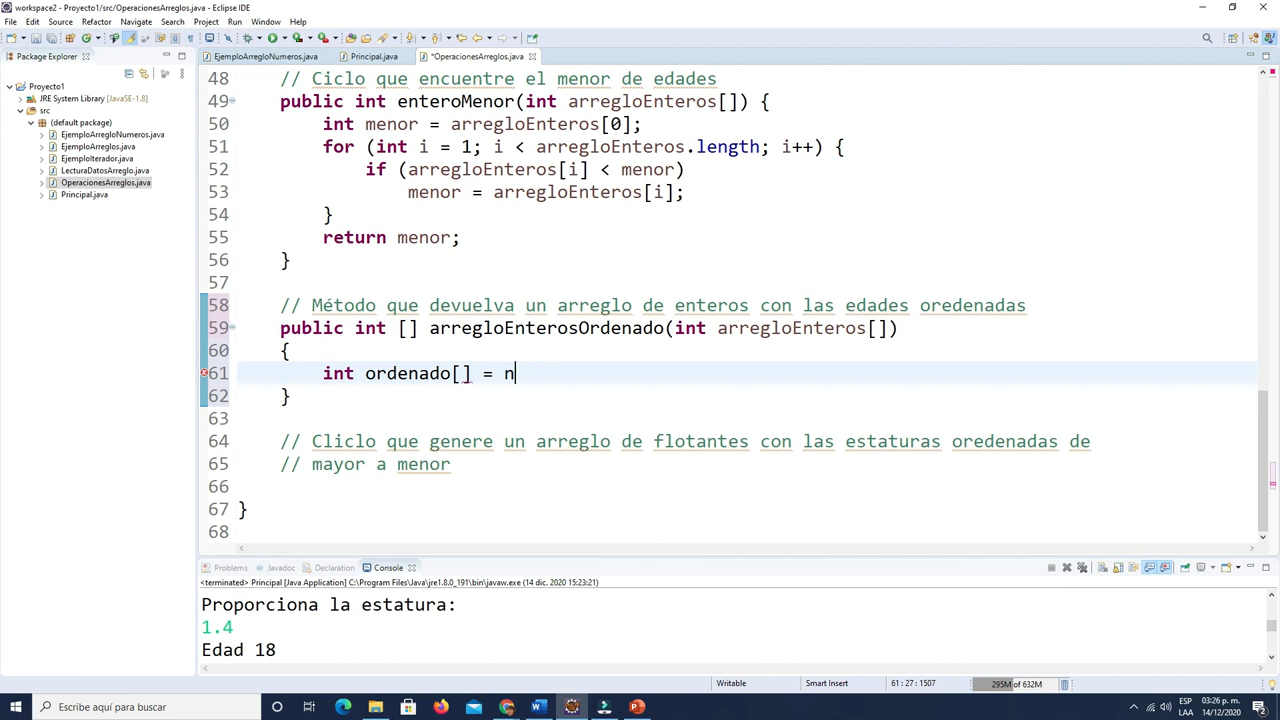 workspace2 - Proyecto1/src/OperacionesArreglos.java - Eclipse IDE
File Edit Source Refactor Navigate Search Project Run Window Help
Package Explorer
EjemploArregloNumeros.java
Principal.java
*OperacionesArreglos.java
Proyecto1
JRE System Library [JavaSE-1.8]
src
(default package)
EjemploArregloNumeros.java
EjemploArreglos.java
EjemploIterador.java
LecturaDatosArreglo.java
OperacionesArreglos.java
Principal.java
48 // Ciclo que encuentre el menor de edades
49 public int enteroMenor(int arregloEnteros[]) {
50 int menor = arregloEnteros[0];
51 for (int i = 1; i < arregloEnteros.length; i++) {
52 if (arregloEnteros[i] < menor)
53 menor = arregloEnteros[i];
54 }
55 return menor;
56 }
57
58 // Método que devuelva un arreglo de enteros con las edades oredenadas
59 public int [] arregloEnterosOrdenado(int arregloEnteros[])
60 {
61 int ordenado[] = n
62 }
63
64 // Cliclo que genere un arreglo de flotantes con las estaturas oredenadas de
65 // mayor a menor
66
67 }
68
Problems Javadoc Declaration Console
<terminated> Principal [Java Application] C:\Program Files\Java\jre1.8.0_191\bin\javaw.exe (14 dic. 2020 15:23:21)
Proporciona la estatura:
1.4
Edad 18
Writable Smart Insert 61 : 27 : 1507 295M of 632M
Escribe aquí para buscar
ESP
LAA
03:26 p. m.
14/12/2020
2